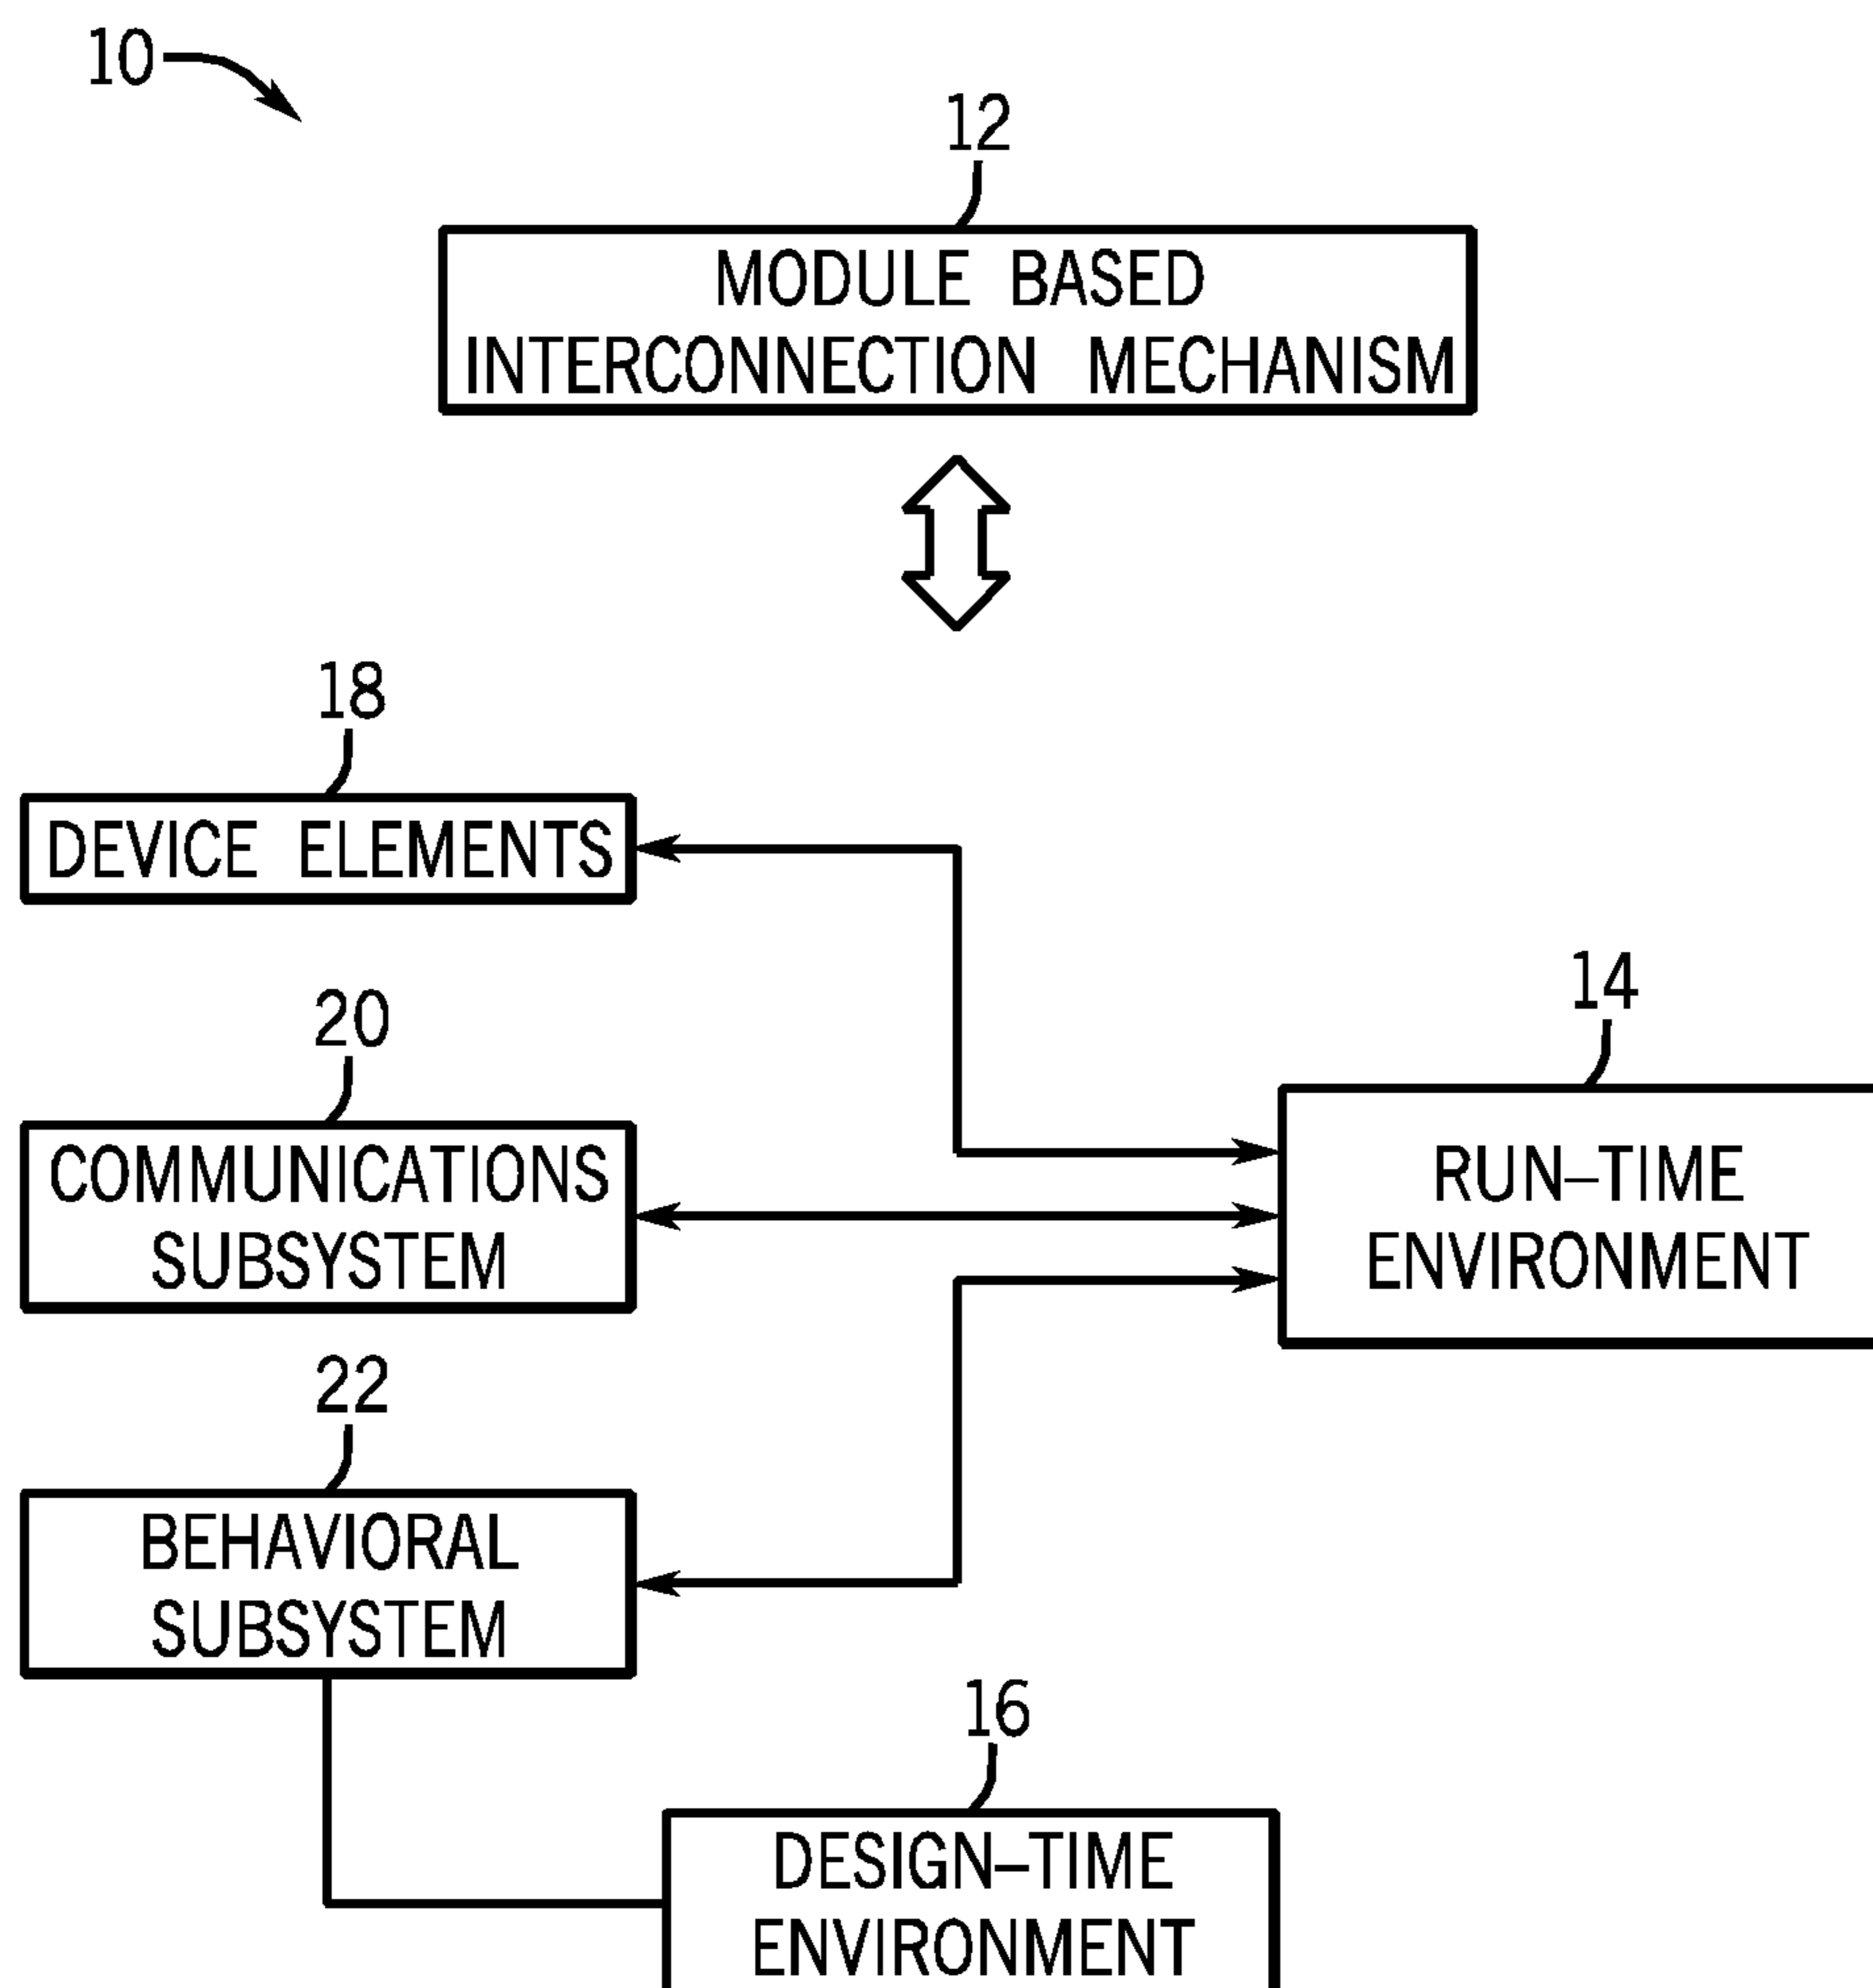 10
12
MODULE BASED
INTERCONNECTION MECHANISM
18
DEVICE ELEMENTS
20
COMMUNICATIONS
SUBSYSTEM
14
RUN–TIME
ENVIRONMENT
22
BEHAVIORAL
SUBSYSTEM
16
DESIGN–TIME
ENVIRONMENT